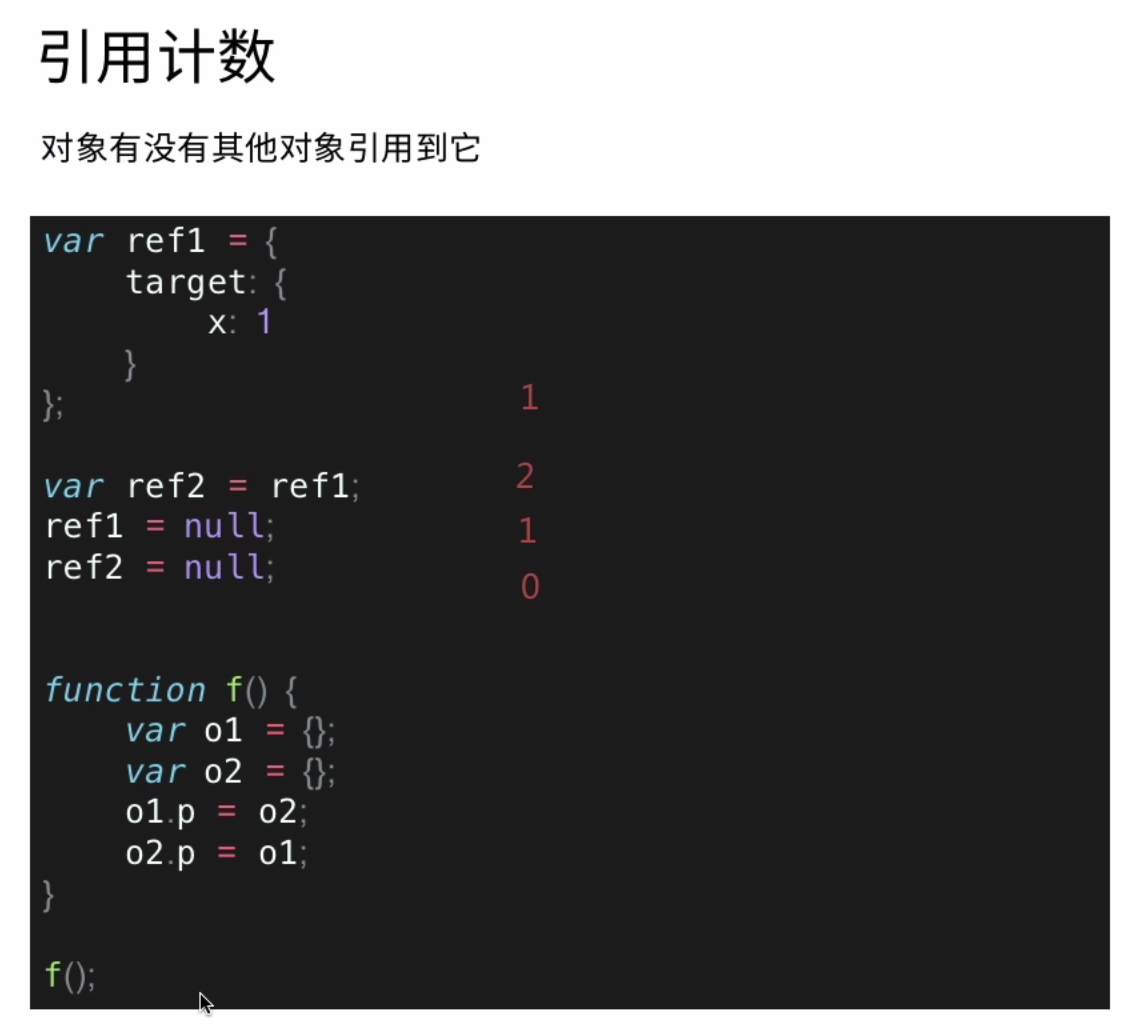 引用计数
对象有没有其他对象引用到它
var ref1 = {
target: {
x: 1
}
};
1
var ref2 = ref1;
2
ref1 = null;
1
ref2 = null;
0
function f() {
var o1 = {};
var o2 = {};
o1.p = o2;
o2.p = o1;
}
f();